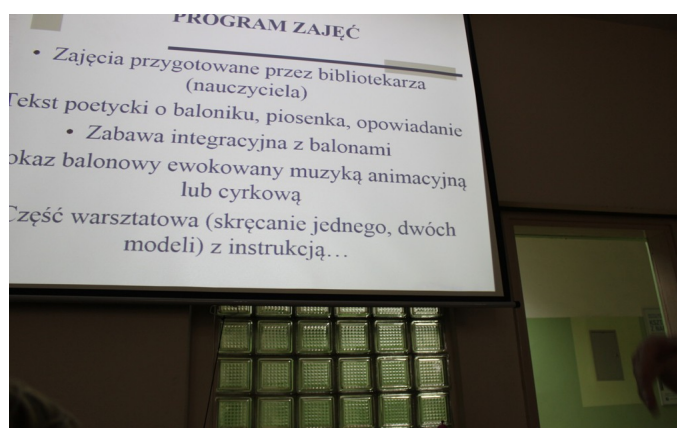 PROGRAM ZAJĘĆ
• Zajęcia przygotowane przez bibliotekarza
(nauczyciela)
Tekst poetycki o baloniku, piosenka, opowiadanie
• Zabawa integracyjna z balonami
okaz balonowy ewokowany muzyką animacyjną
lub cyrkową
Część warsztatowa (skręcanie jednego, dwóch
modeli) z instrukcją...